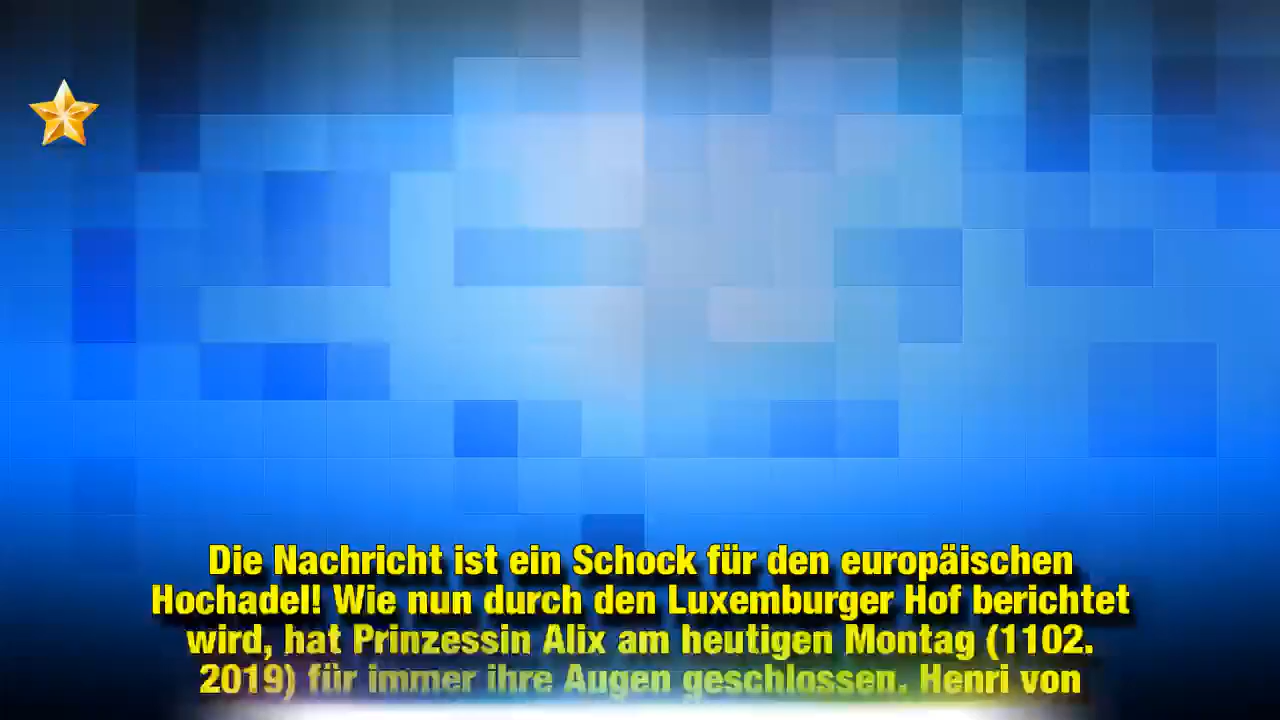 Die Nachricht ist ein Schock für den europäischen
Hochadel! Wie nun durch den Luxemburger Hof berichtet
wird, hat Prinzessin Alix am heutigen Montag (1102.
2019) für immer ihre Augen geschlossen. Henri von